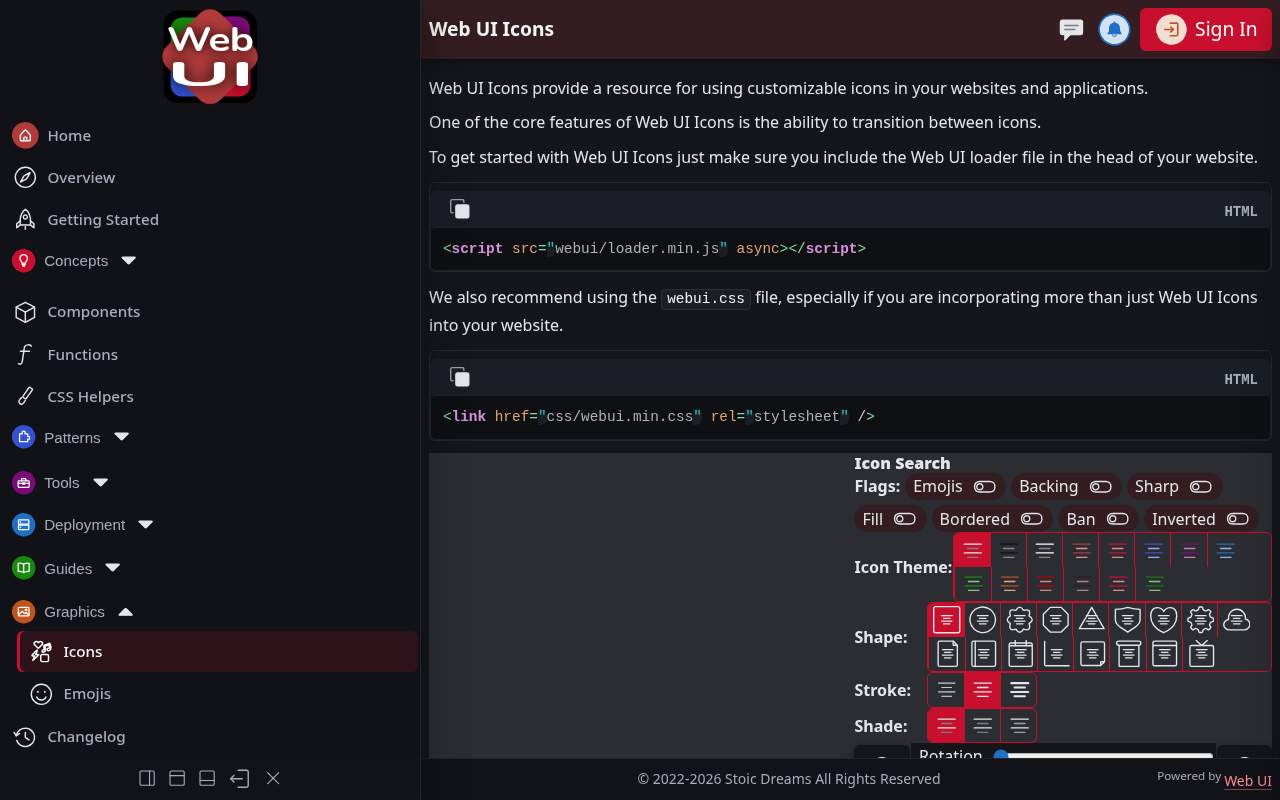 Web UI
Home
Overview
Getting Started
Concepts
Components
Functions
CSS Helpers
Patterns
Tools
Deployment
Guides
Graphics
Icons
Emojis
Changelog
Web UI Icons
Sign In
Web UI Icons provide a resource for using customizable icons in your websites and applications.
One of the core features of Web UI Icons is the ability to transition between icons.
To get started with Web UI Icons just make sure you include the Web UI loader file in the head of your website.
HTML
<script src="webui/loader.min.js" async></script>
We also recommend using the webui.css file, especially if you are incorporating more than just Web UI Icons
into your website.
HTML
<link href="css/webui.min.css" rel="stylesheet" />
Icon Search
Flags: Emojis Backing Sharp
Fill Bordered Ban Inverted
Icon Theme:
Shape:
Stroke:
Shade:
Rotation
© 2022-2026 Stoic Dreams All Rights Reserved
Powered by Web UI